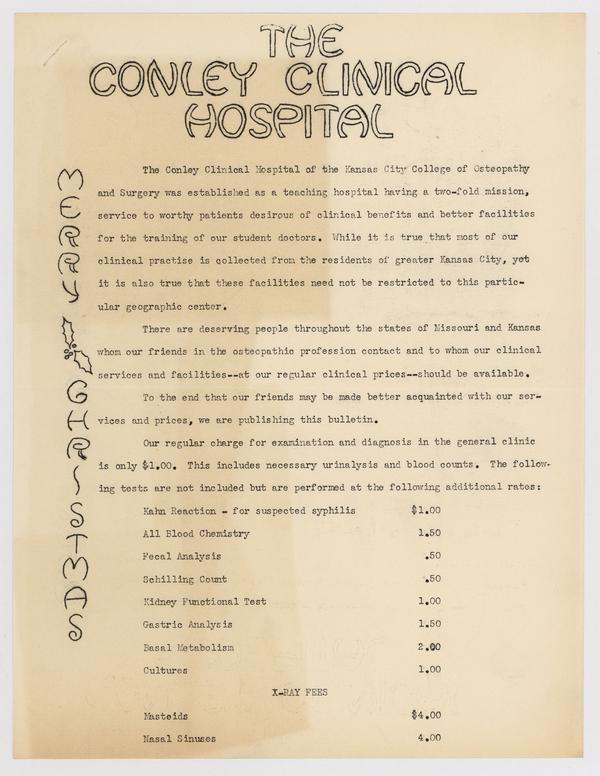 THE
CONLEY CLINICAL
HOSPITAL
MERRY CHRISTMAS
The Conley Clinical Hospital of the Kansas City College of Osteopathy
and Surgery was established as a teaching hospital having a two-fold mission,
service to worthy patients desirous of clinical benefits and better facilities
for the training of our student doctors. While it is true that most of our
clinical practise is collected from the residents of greater Kansas City, yet
it is also true that these facilities need not be restricted to this partic-
ular geographic center.
There are deserving people throughout the states of Missouri and Kansas
whom our friends in the osteopathic profession contact and to whom our clinical
services and facilities--at our regular clinical prices--should be available.
To the end that our friends may be made better acquainted with our ser-
vices and prices, we are publishing this bulletin.
Our regular charge for examination and diagnosis in the general clinic
is only $1.00. This includes necessary urinalysis and blood counts. The follow-
ing tests are not included but are performed at the following additional rates:
Kahn Reaction - for suspected syphilis $1.00
All Blood Chemistry 1.50
Fecal Analysis .50
Schilling Count .50
Kidney Functional Test 1.00
Gastric Analysis 1.50
Basal Metabolism 2.00
Cultures 1.00
X-RAY FEES
Mastoids $4.00
Nasal Sinuses 4.00